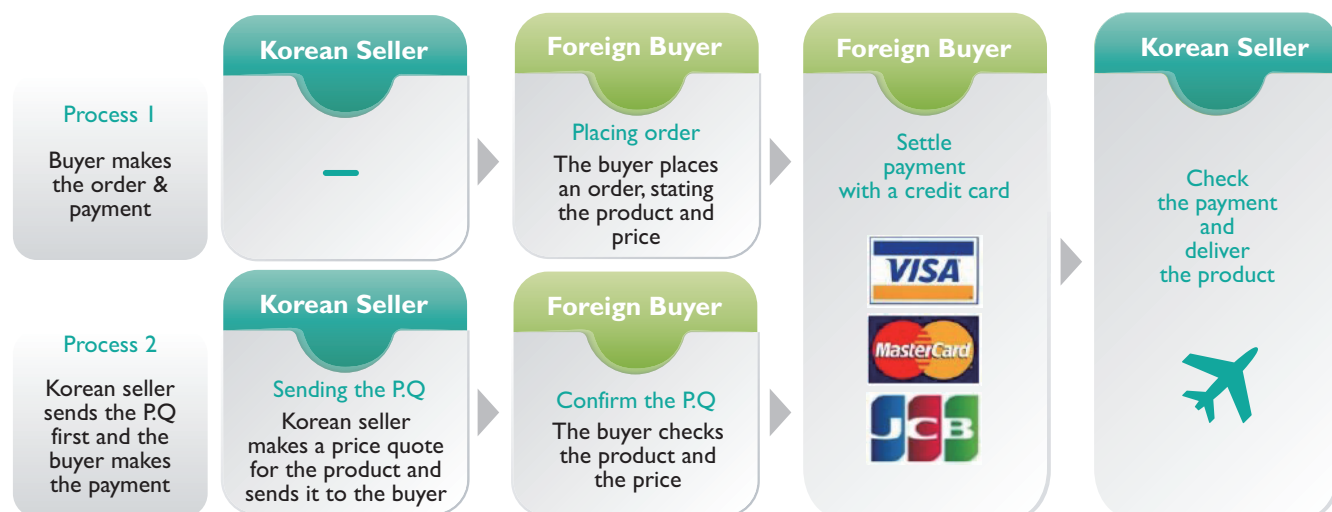 Process 1
Buyer makes
the order &
payment
Korean Seller
–
Foreign Buyer
Placing order
The buyer places
an order, stating
the product and
price
Process 2
Korean seller
sends the P.Q
first and the
buyer makes
the payment
Korean Seller
Sending the P.Q
Korean seller
makes a price quote
for the product and
sends it to the buyer
Foreign Buyer
Confirm the P.Q
The buyer checks
the product and
the price
Foreign Buyer
Settle
payment
with a credit card
VISA
MasterCard
JCB
Korean Seller
Check
the payment
and
deliver
the product